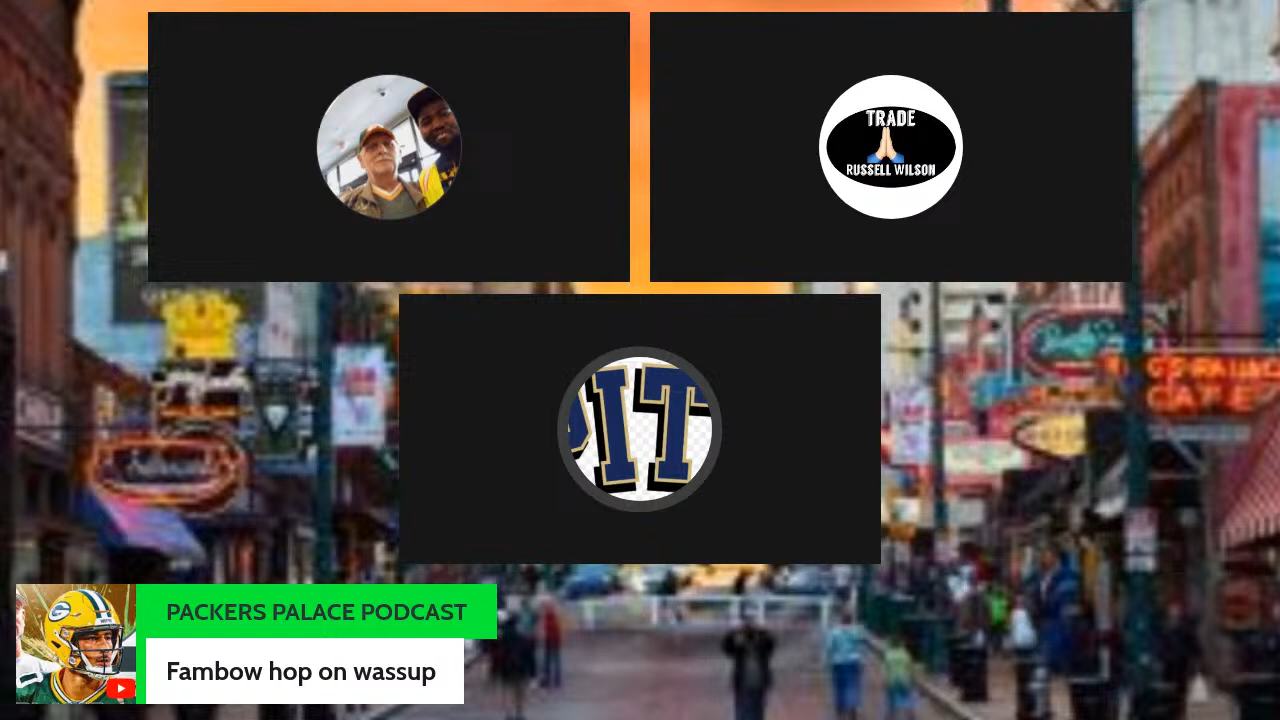 TRADE
RUSSELL WILSON
PIT
PACKERS PALACE PODCAST
Fambow hop on wassup